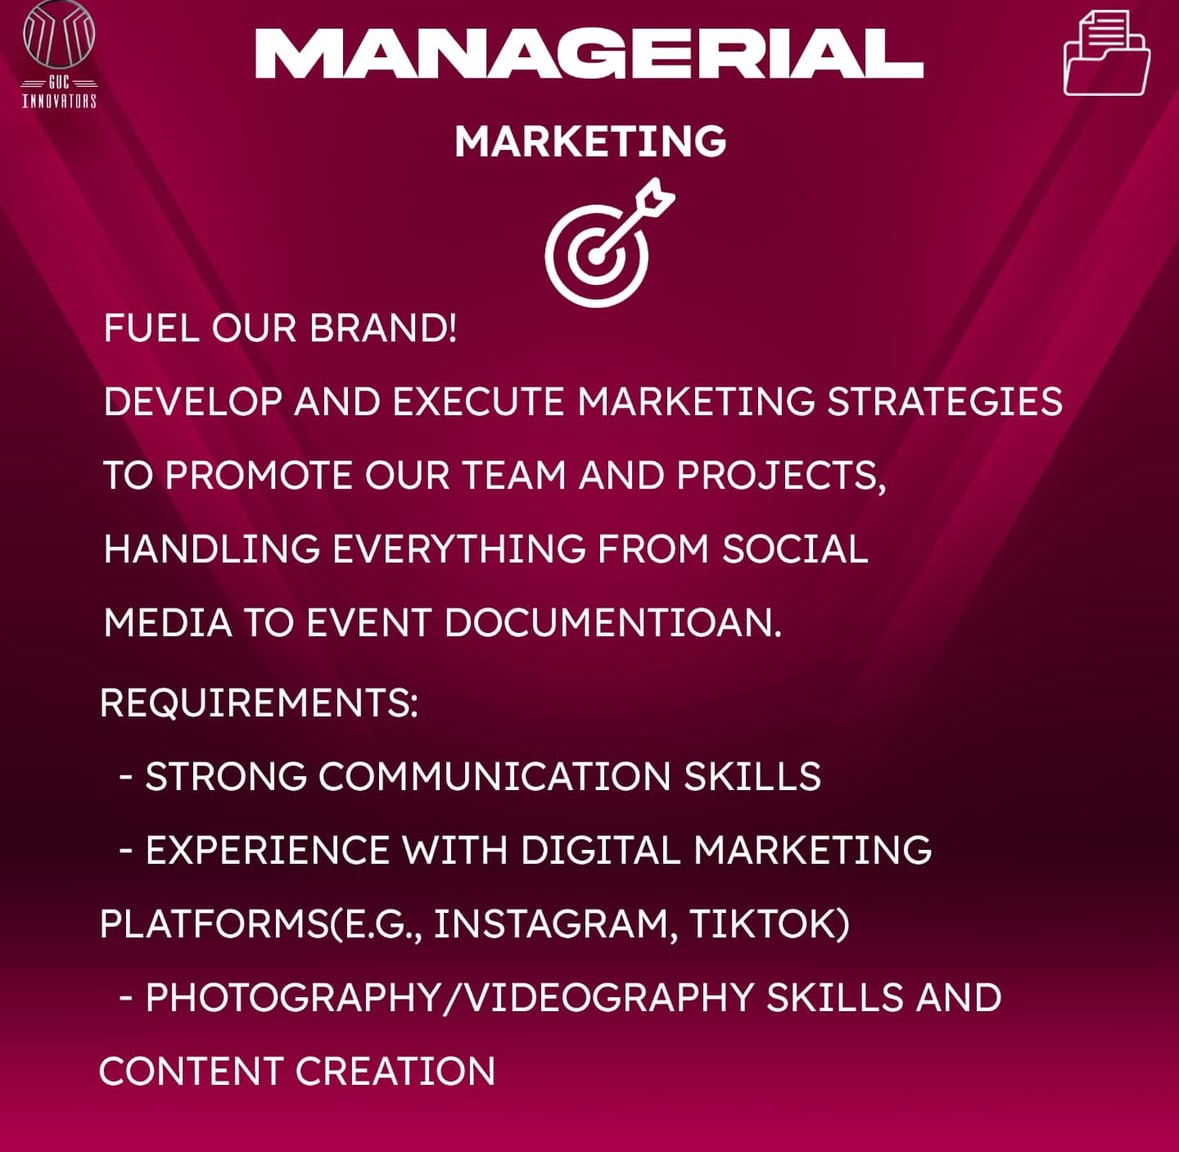 GUC
INNOVATORS
MANAGERIAL
MARKETING
FUEL OUR BRAND!
DEVELOP AND EXECUTE MARKETING STRATEGIES
TO PROMOTE OUR TEAM AND PROJECTS,
HANDLING EVERYTHING FROM SOCIAL
MEDIA TO EVENT DOCUMENTIOAN.
REQUIREMENTS:
- STRONG COMMUNICATION SKILLS
- EXPERIENCE WITH DIGITAL MARKETING
PLATFORMS(E.G., INSTAGRAM, TIKTOK)
- PHOTOGRAPHY/VIDEOGRAPHY SKILLS AND
CONTENT CREATION